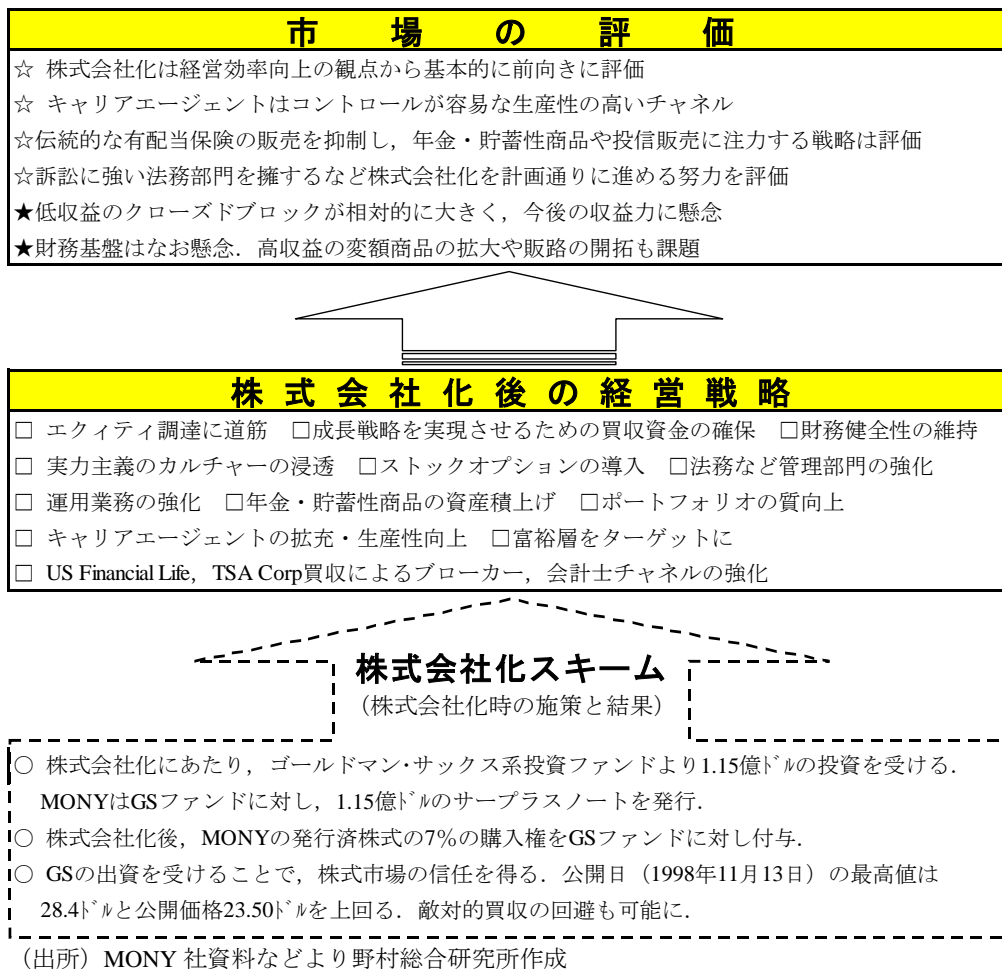 市場の評価
☆ 株式会社化は経営効率向上の観点から基本的に前向きに評価
☆ キャリアエージェントはコントロールが容易な生産性の高いチャネル
☆伝統的な有配当保険の販売を抑制し，年金・貯蓄性商品や投信販売に注力する戦略は評価
☆訴訟に強い法務部門を擁するなど株式会社化を計画通りに進める努力を評価
★低収益のクローズドブロックが相対的に大きく，今後の収益力に懸念
★財務基盤はなお懸念．高収益の変額商品の拡大や販路の開拓も課題
株式会社化後の経営戦略
□ エクィティ調達に道筋 □成長戦略を実現させるための買収資金の確保 □財務健全性の維持
□ 実力主義のカルチャーの浸透 □ストックオプションの導入 □法務など管理部門の強化
□ 運用業務の強化 □年金・貯蓄性商品の資産積上げ □ポートフォリオの質向上
□ キャリアエージェントの拡充・生産性向上 □富裕層をターゲットに
□ US Financial Life，TSA Corp買収によるブローカー，会計士チャネルの強化
株式会社化スキーム
（株式会社化時の施策と結果）
○ 株式会社化にあたり，ゴールドマン・サックス系投資ファンドより1.15億ﾄﾞﾙの投資を受ける．
MONYはGSファンドに対し，1.15億ﾄﾞﾙのサープラスノートを発行．
○ 株式会社化後，MONYの発行済株式の7%の購入権をGSファンドに対し付与．
○ GSの出資を受けることで，株式市場の信任を得る．公開日（1998年11月13日）の最高値は
28.4ﾄﾞﾙと公開価格23.50ﾄﾞﾙを上回る．敵対的買収の回避も可能に．
（出所）MONY 社資料などより野村総合研究所作成